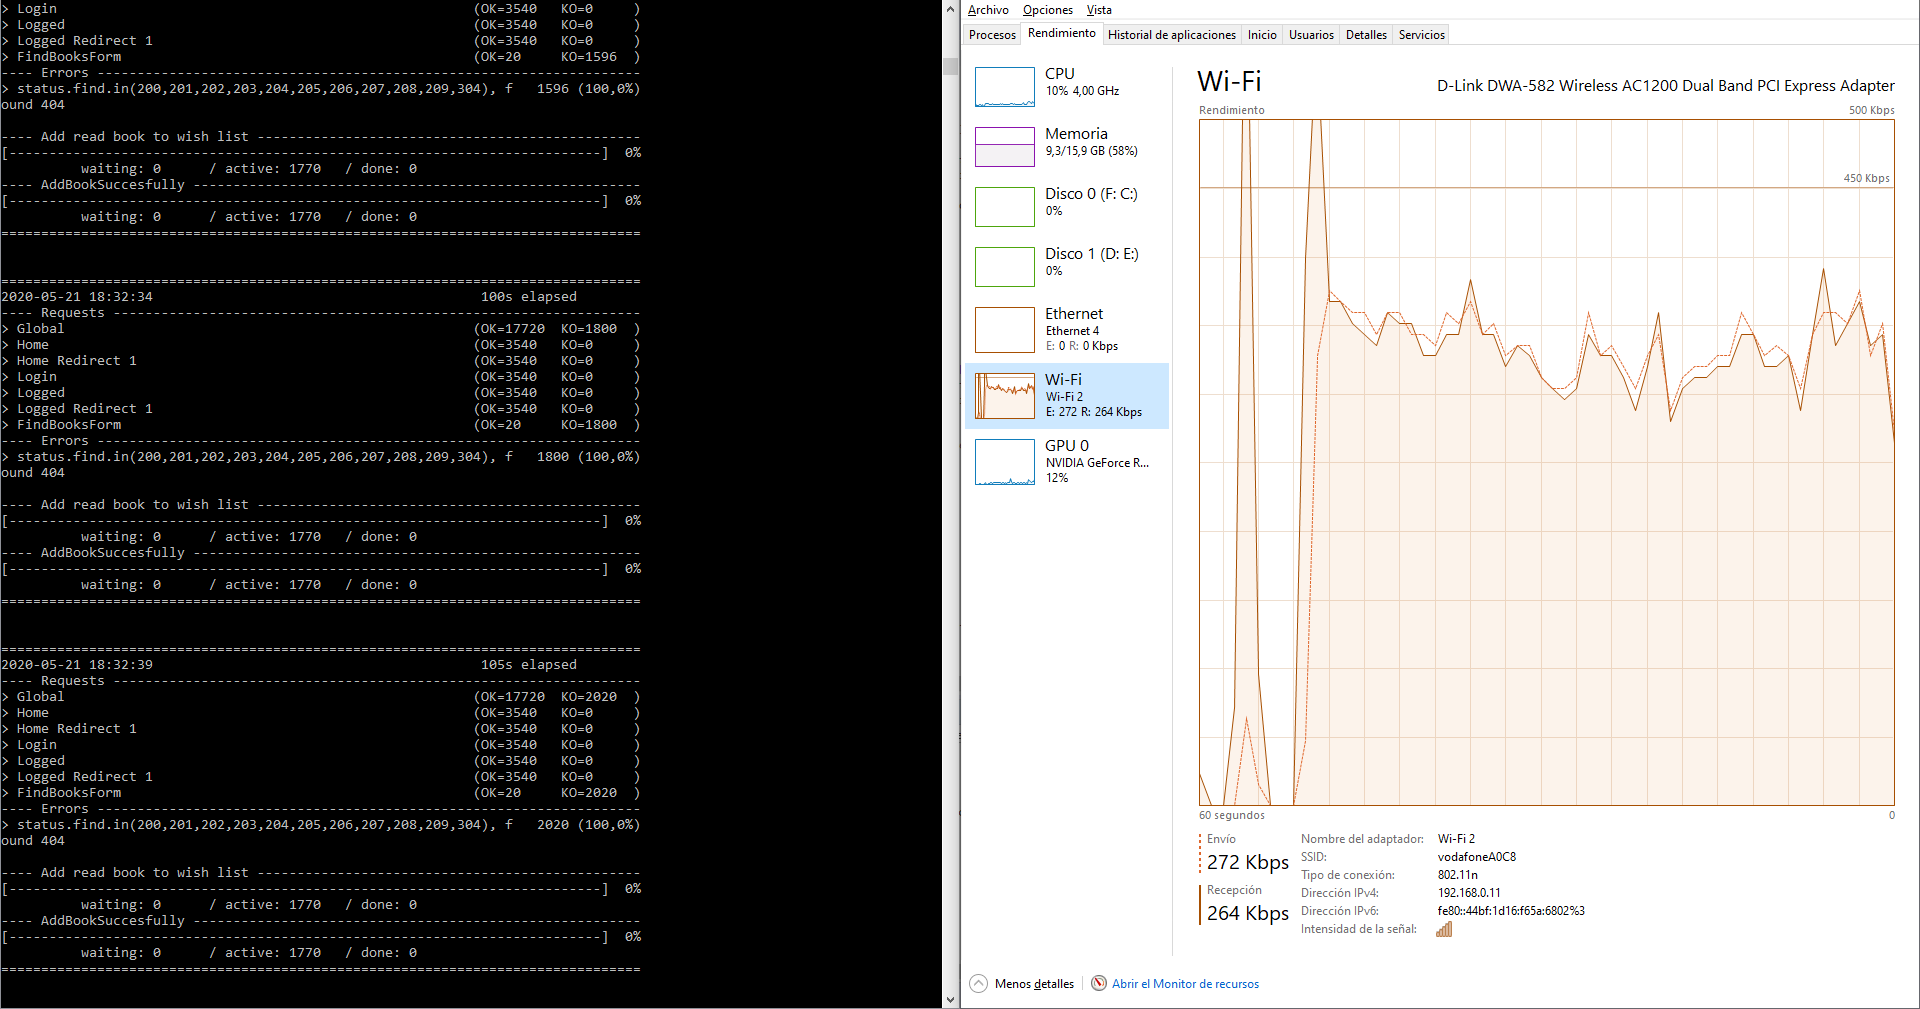 > Login (OK=3540 KO=0 )
> Logged (OK=3540 KO=0 )
> Logged Redirect 1 (OK=3540 KO=0 )
> FindBooksForm (OK=20 KO=1596 )
---- Errors --------------------------------------------------------------------
> status.find.in(200,201,202,203,204,205,206,207,208,209,304), f 1596 (100,0%)
ound 404
---- Add read book to wish list ------------------------------------------------
[--------------------------------------------------------------------------] 0%
waiting: 0 / active: 1770 / done: 0
---- AddBookSuccesfully --------------------------------------------------------
[--------------------------------------------------------------------------] 0%
waiting: 0 / active: 1770 / done: 0
================================================================================
================================================================================
2020-05-21 18:32:34 100s elapsed
---- Requests ------------------------------------------------------------------
> Global (OK=17720 KO=1800 )
> Home (OK=3540 KO=0 )
> Home Redirect 1 (OK=3540 KO=0 )
> Login (OK=3540 KO=0 )
> Logged (OK=3540 KO=0 )
> Logged Redirect 1 (OK=3540 KO=0 )
> FindBooksForm (OK=20 KO=1800 )
---- Errors --------------------------------------------------------------------
> status.find.in(200,201,202,203,204,205,206,207,208,209,304), f 1800 (100,0%)
ound 404
---- Add read book to wish list ------------------------------------------------
[--------------------------------------------------------------------------] 0%
waiting: 0 / active: 1770 / done: 0
---- AddBookSuccesfully --------------------------------------------------------
[--------------------------------------------------------------------------] 0%
waiting: 0 / active: 1770 / done: 0
================================================================================
================================================================================
2020-05-21 18:32:39 105s elapsed
---- Requests ------------------------------------------------------------------
> Global (OK=17720 KO=2020 )
> Home (OK=3540 KO=0 )
> Home Redirect 1 (OK=3540 KO=0 )
> Login (OK=3540 KO=0 )
> Logged (OK=3540 KO=0 )
> Logged Redirect 1 (OK=3540 KO=0 )
> FindBooksForm (OK=20 KO=2020 )
---- Errors --------------------------------------------------------------------
> status.find.in(200,201,202,203,204,205,206,207,208,209,304), f 2020 (100,0%)
ound 404
---- Add read book to wish list ------------------------------------------------
[--------------------------------------------------------------------------] 0%
waiting: 0 / active: 1770 / done: 0
---- AddBookSuccesfully --------------------------------------------------------
[--------------------------------------------------------------------------] 0%
waiting: 0 / active: 1770 / done: 0
================================================================================
Archivo Opciones Vista
Procesos Rendimiento Historial de aplicaciones Inicio Usuarios Detalles Servicios
CPU
10% 4,00 GHz
Memoria
9,3/15,9 GB (58%)
Disco 0 (F: C:)
0%
Disco 1 (D: E:)
0%
Ethernet
Ethernet 4
E: 0 R: 0 Kbps
Wi-Fi
Wi-Fi 2
E: 272 R: 264 Kbps
GPU 0
NVIDIA GeForce R...
12%
Wi-Fi D-Link DWA-582 Wireless AC1200 Dual Band PCI Express Adapter
Rendimiento 500 Kbps
450 Kbps
60 segundos 0
Envío
272 Kbps
Recepción
264 Kbps
Nombre del adaptador: Wi-Fi 2
SSID: vodafoneA0C8
Tipo de conexión: 802.11n
Dirección IPv4: 192.168.0.11
Dirección IPv6: fe80::44bf:1d16:f65a:6802%3
Intensidad de la señal:
Menos detalles Abrir el Monitor de recursos